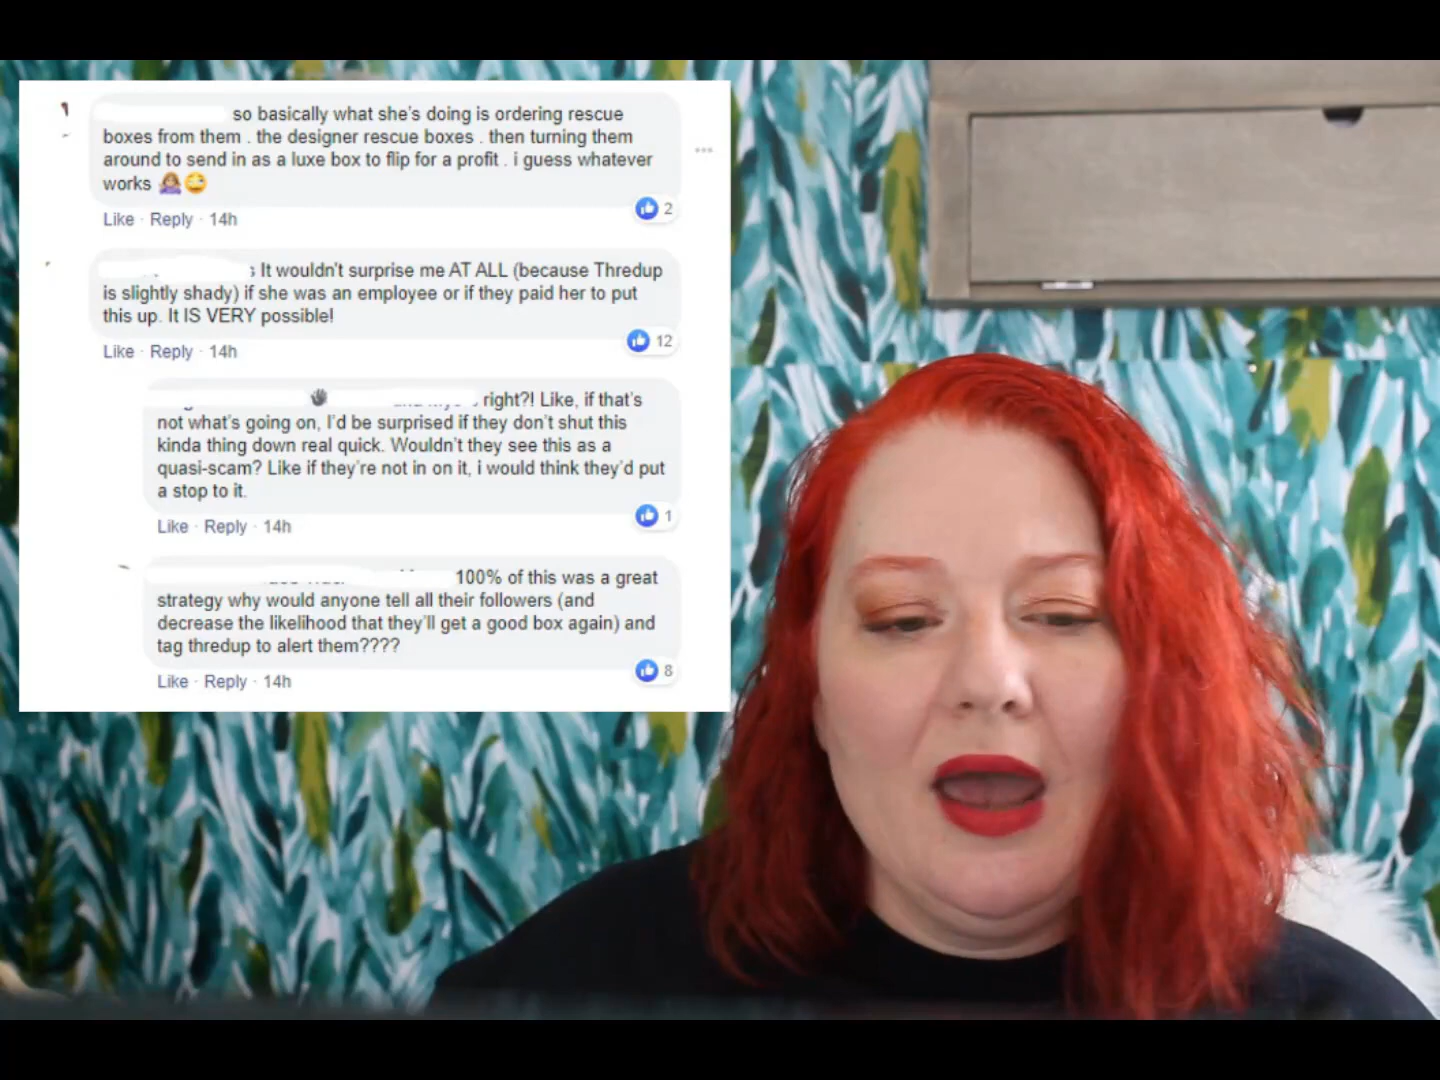 so basically what she's doing is ordering rescue
boxes from them . the designer rescue boxes . then turning them
around to send in as a luxe box to flip for a profit . i guess whatever
works 🤷🏼‍♀️😅
Like · Reply · 14h
2
It wouldn't surprise me AT ALL (because Thredup
is slightly shady) if she was an employee or if they paid her to put
this up. It IS VERY possible!
Like · Reply · 14h
12
right?! Like, if that's
not what's going on, I'd be surprised if they don't shut this
kinda thing down real quick. Wouldn't they see this as a
quasi-scam? Like if they're not in on it, i would think they'd put
a stop to it.
Like · Reply · 14h
1
100% of this was a great
strategy why would anyone tell all their followers (and
decrease the likelihood that they'll get a good box again) and
tag thredup to alert them????
Like · Reply · 14h
8